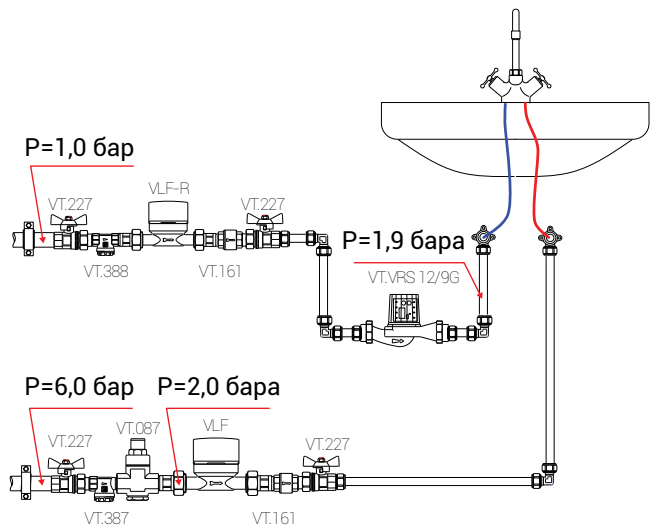 P=1,0 бар
VLF-R
VT.227
VT.227
P=1,9 бара
VT.388
VT.161
VT.VRS 12/9G
P=6,0 бар
P=2,0 бара
VT.087
VLF
VT.227
VT.227
VT.387
VT.161